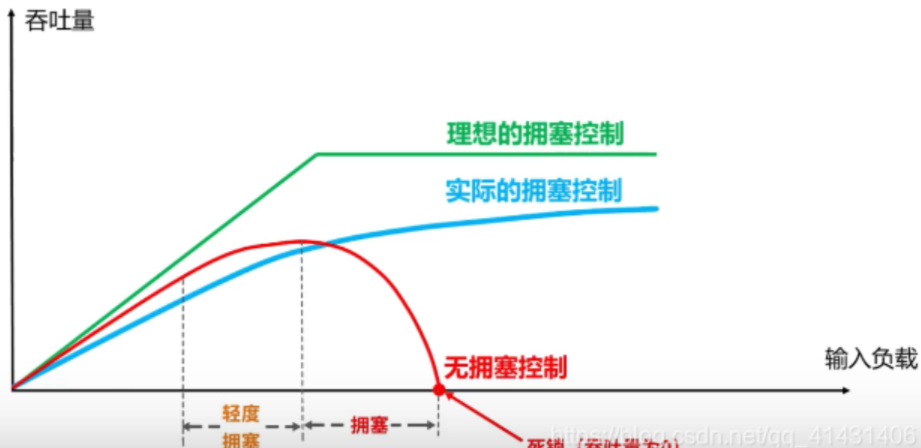 吞吐量
理想的拥塞控制
实际的拥塞控制
无拥塞控制
输入负载
轻度
拥塞
拥塞
死锁（吞吐量为0）
https://blog.csdn.net/qq_41431406